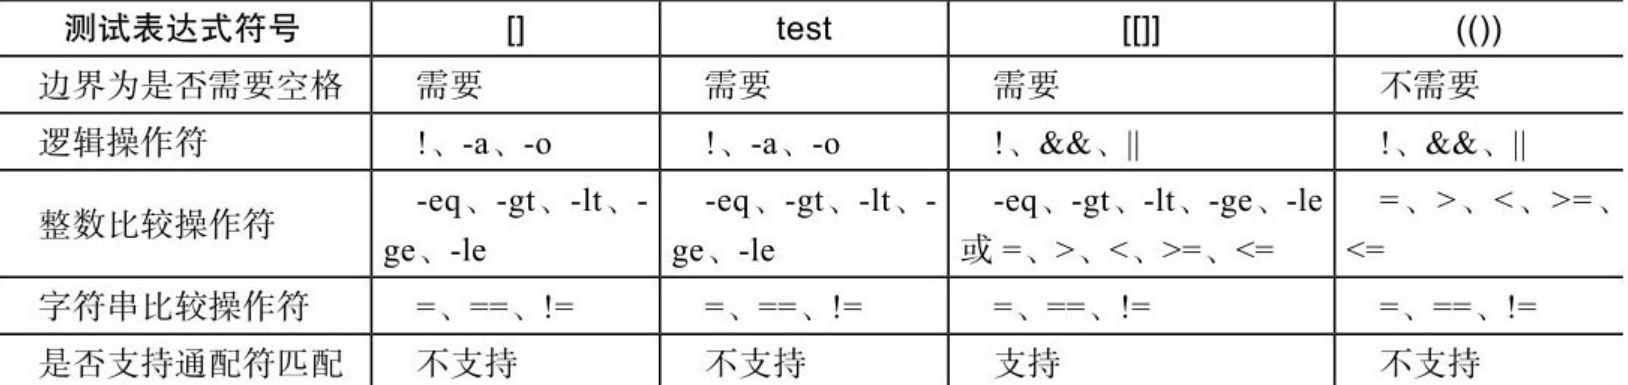 测试表达式符号 [] test [[]] (())
边界为是否需要空格 需要 需要 需要 不需要
逻辑操作符 !、-a、-o !、-a、-o !、&&、|| !、&&、||
整数比较操作符 -eq、-gt、-lt、-ge、-le -eq、-gt、-lt、-ge、-le -eq、-gt、-lt、-ge、-le或 =、>、<、>=、<= =、>、<、>=、<=
字符串比较操作符 =、==、!= =、==、!= =、==、!= =、==、!=
是否支持通配符匹配 不支持 不支持 支持 不支持